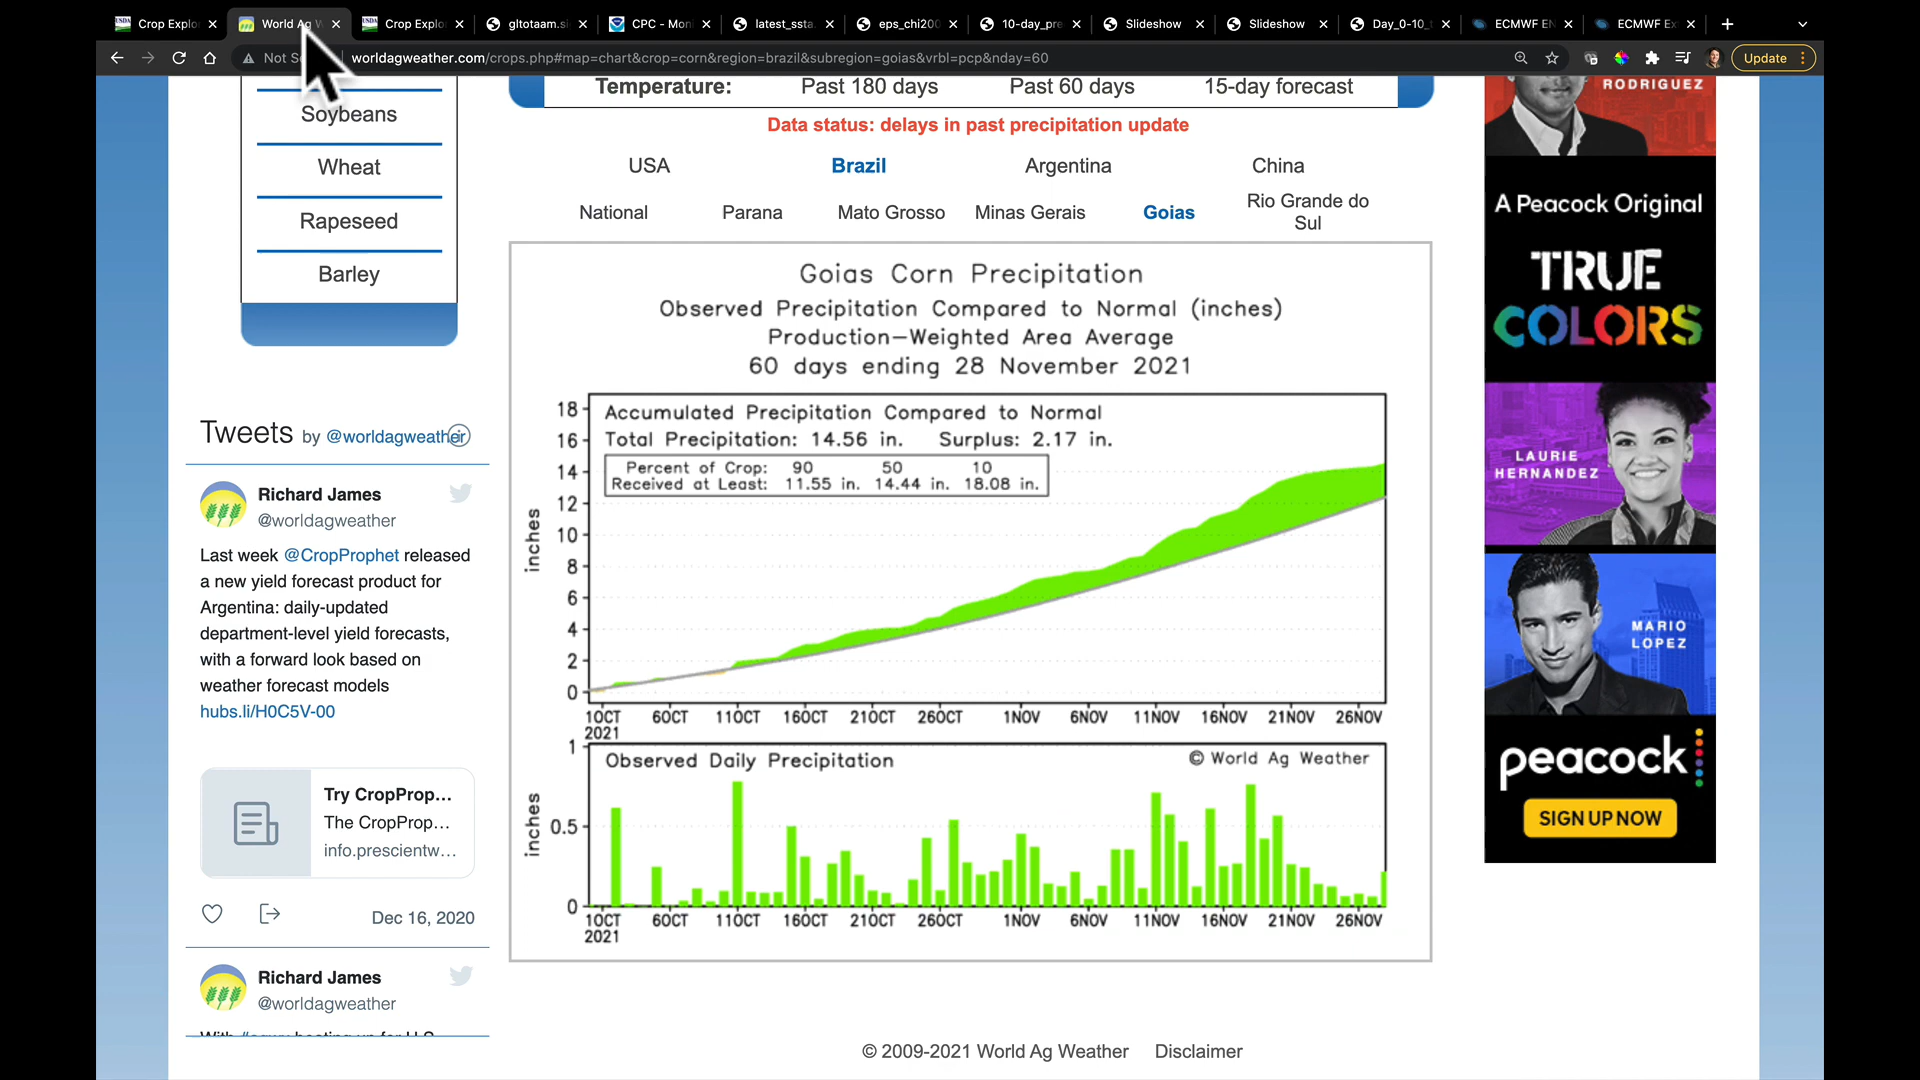 Crop Explo
World Ag W
Crop Explo
gltotaam.si
CPC - Moni
latest_ssta
eps_chi200
10-day_pre
Slideshow
Slideshow
Day_0-10_
ECMWF EN
ECMWF Ex
Not S
worldagweather.com/crops.php#map=chart&crop=corn&region=brazil&subregion=goias&vrbl=pcp&nday=60
Update
Soybeans
Wheat
Rapeseed
Barley
Temperature: Past 180 days Past 60 days 15-day forecast
Data status: delays in past precipitation update
USA Brazil Argentina China
National Parana Mato Grosso Minas Gerais Goias Rio Grande do
Sul
Goias Corn Precipitation
Observed Precipitation Compared to Normal (inches)
Production-Weighted Area Average
60 days ending 28 November 2021
Accumulated Precipitation Compared to Normal
Total Precipitation: 14.56 in. Surplus: 2.17 in.
Percent of Crop: 90 50 10
Received at Least: 11.55 in. 14.44 in. 18.08 in.
inches
18
16
14
12
10
8
6
4
2
0
1OCT 6OCT 11OCT 16OCT 21OCT 26OCT 1NOV 6NOV 11NOV 16NOV 21NOV 26NOV
2021
Observed Daily Precipitation © World Ag Weather
inches
1
0.5
0
1OCT 6OCT 11OCT 16OCT 21OCT 26OCT 1NOV 6NOV 11NOV 16NOV 21NOV 26NOV
2021
Tweets by @worldagweather
Richard James
@worldagweather
Last week @CropProphet released
a new yield forecast product for
Argentina: daily-updated
department-level yield forecasts,
with a forward look based on
weather forecast models
hubs.li/H0C5V-00
Try CropProp...
The CropProp...
info.prescientw...
Dec 16, 2020
Richard James
@worldagweather
© 2009-2021 World Ag Weather Disclaimer
RODRIGUEZ
A Peacock Original
TRUE
COLORS
LAURIE
HERNANDEZ
MARIO
LOPEZ
peacock
SIGN UP NOW